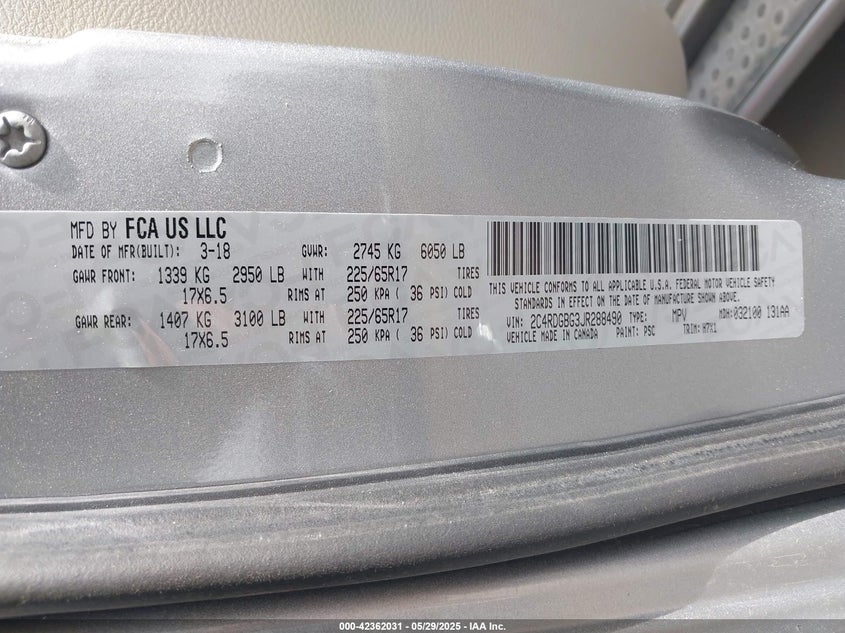 MFD BY FCA US LLC
DATE OF MFR(BUILT): 3-18 GVWR: 2745 KG 6050 LB
GAWR FRONT: 1339 KG 2950 LB WITH 225/65R17 TIRES
17X6.5 RIMS AT 250 KPA ( 36 PSI) COLD
GAWR REAR: 1407 KG 3100 LB WITH 225/65R17 TIRES
17X6.5 RIMS AT 250 KPA ( 36 PSI) COLD
THIS VEHICLE CONFORMS TO ALL APPLICABLE U.S.A. FEDERAL MOTOR VEHICLE SAFETY
STANDARDS IN EFFECT ON THE DATE OF MANUFACTURE SHOWN ABOVE.
VIN: 2C4RDGBG3JR288490 TYPE: MPV MDH: 032100 131AA
VEHICLE MADE IN CANADA PAINT: PSC TRIM: H7X1
000-42362031 - 05/29/2025 - IAA Inc.